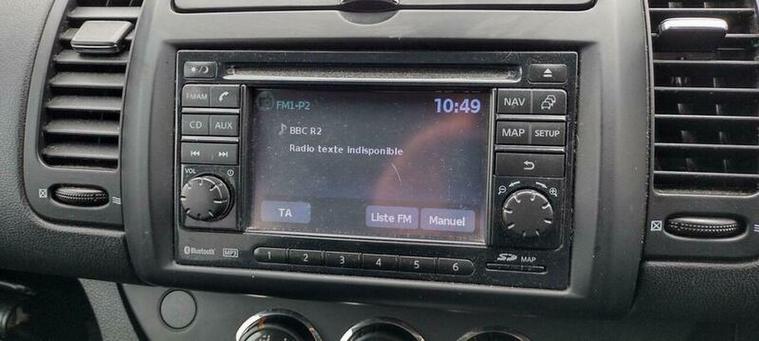 FM1-P2 10:49
FM/AM
NAV
BBC R2
CD AUX
MAP SETUP
Radio texte indisponible
VOL
TA Liste FM Manuel
Bluetooth MP3 1 2 3 4 5 6 SD MAP